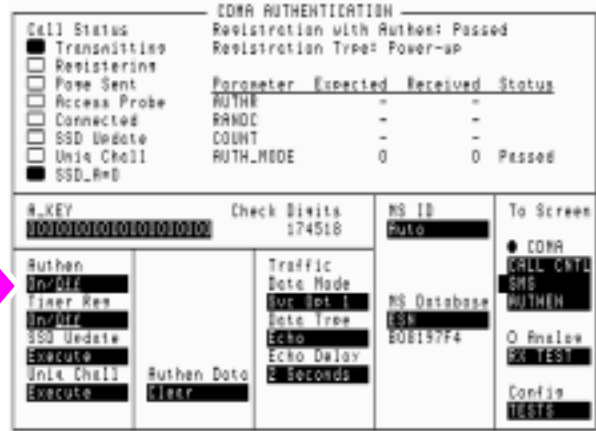 CDMA AUTHENTICATION
Call Status
Registration with Authen: Passed
Transmitting
Registration Type: Power-up
Registering
Page Sent
Parameter Expected Received Status
Access Probe
AUTHR - -
Connected
RANDC - -
SSD Update
COUNT - -
Uniq Chall
AUTH_MODE 0 0 Passed
SSD_A=0
A_KEY
Check Digits
MS ID
To Screen
174518
Auto
CDMA
CALL CNTL
SMS
AUTHEN
Authen
On/Off
Timer Reg
On/Off
SSD Update
Execute
Uniq Chall
Execute
Authen Data
Clear
Traffic
Data Mode
Svc Opt 1
Data Type
Echo
Echo Delay
2 Seconds
MS Database
ESN
B08197F4
Analog
RX TEST
Config
TESTS